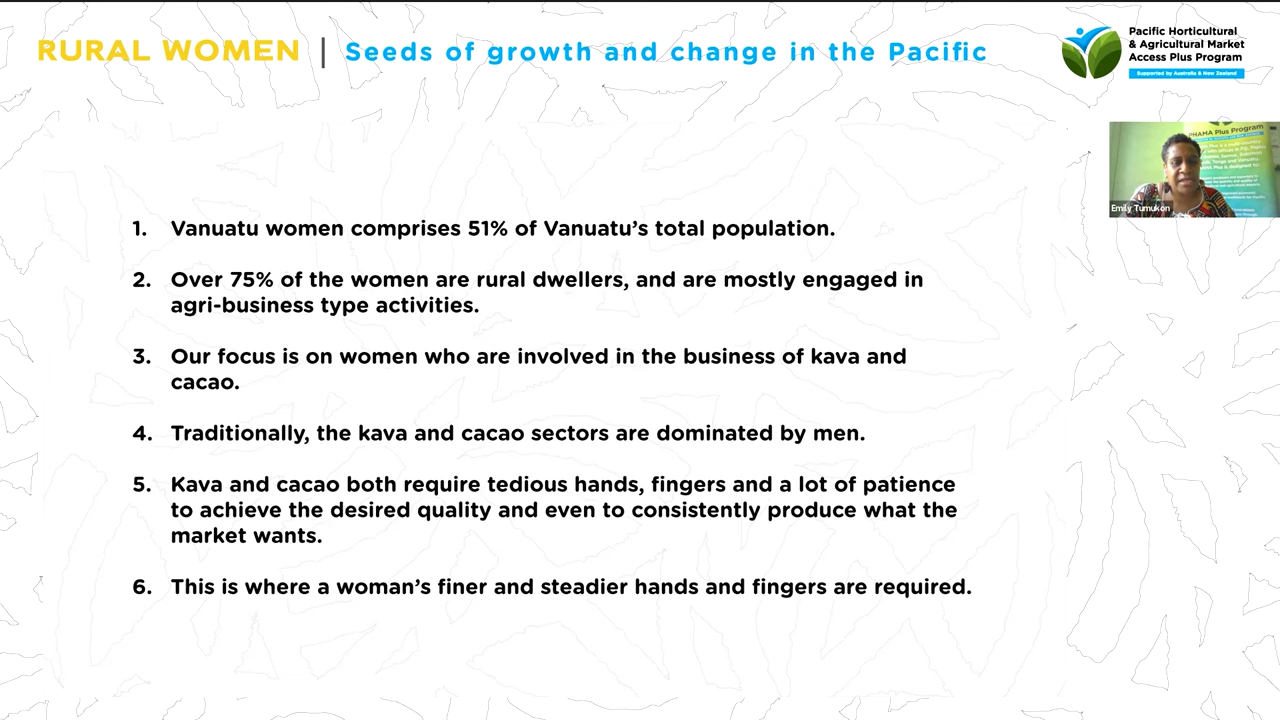 RURAL WOMEN | Seeds of growth and change in the Pacific
Pacific Horticultural
& Agricultural Market
Access Plus Program
Supported by Australia & New Zealand
PHAMA Plus Program
Emily Tumukon
1. Vanuatu women comprises 51% of Vanuatu's total population.
2. Over 75% of the women are rural dwellers, and are mostly engaged in
agri-business type activities.
3. Our focus is on women who are involved in the business of kava and
cacao.
4. Traditionally, the kava and cacao sectors are dominated by men.
5. Kava and cacao both require tedious hands, fingers and a lot of patience
to achieve the desired quality and even to consistently produce what the
market wants.
6. This is where a woman's finer and steadier hands and fingers are required.